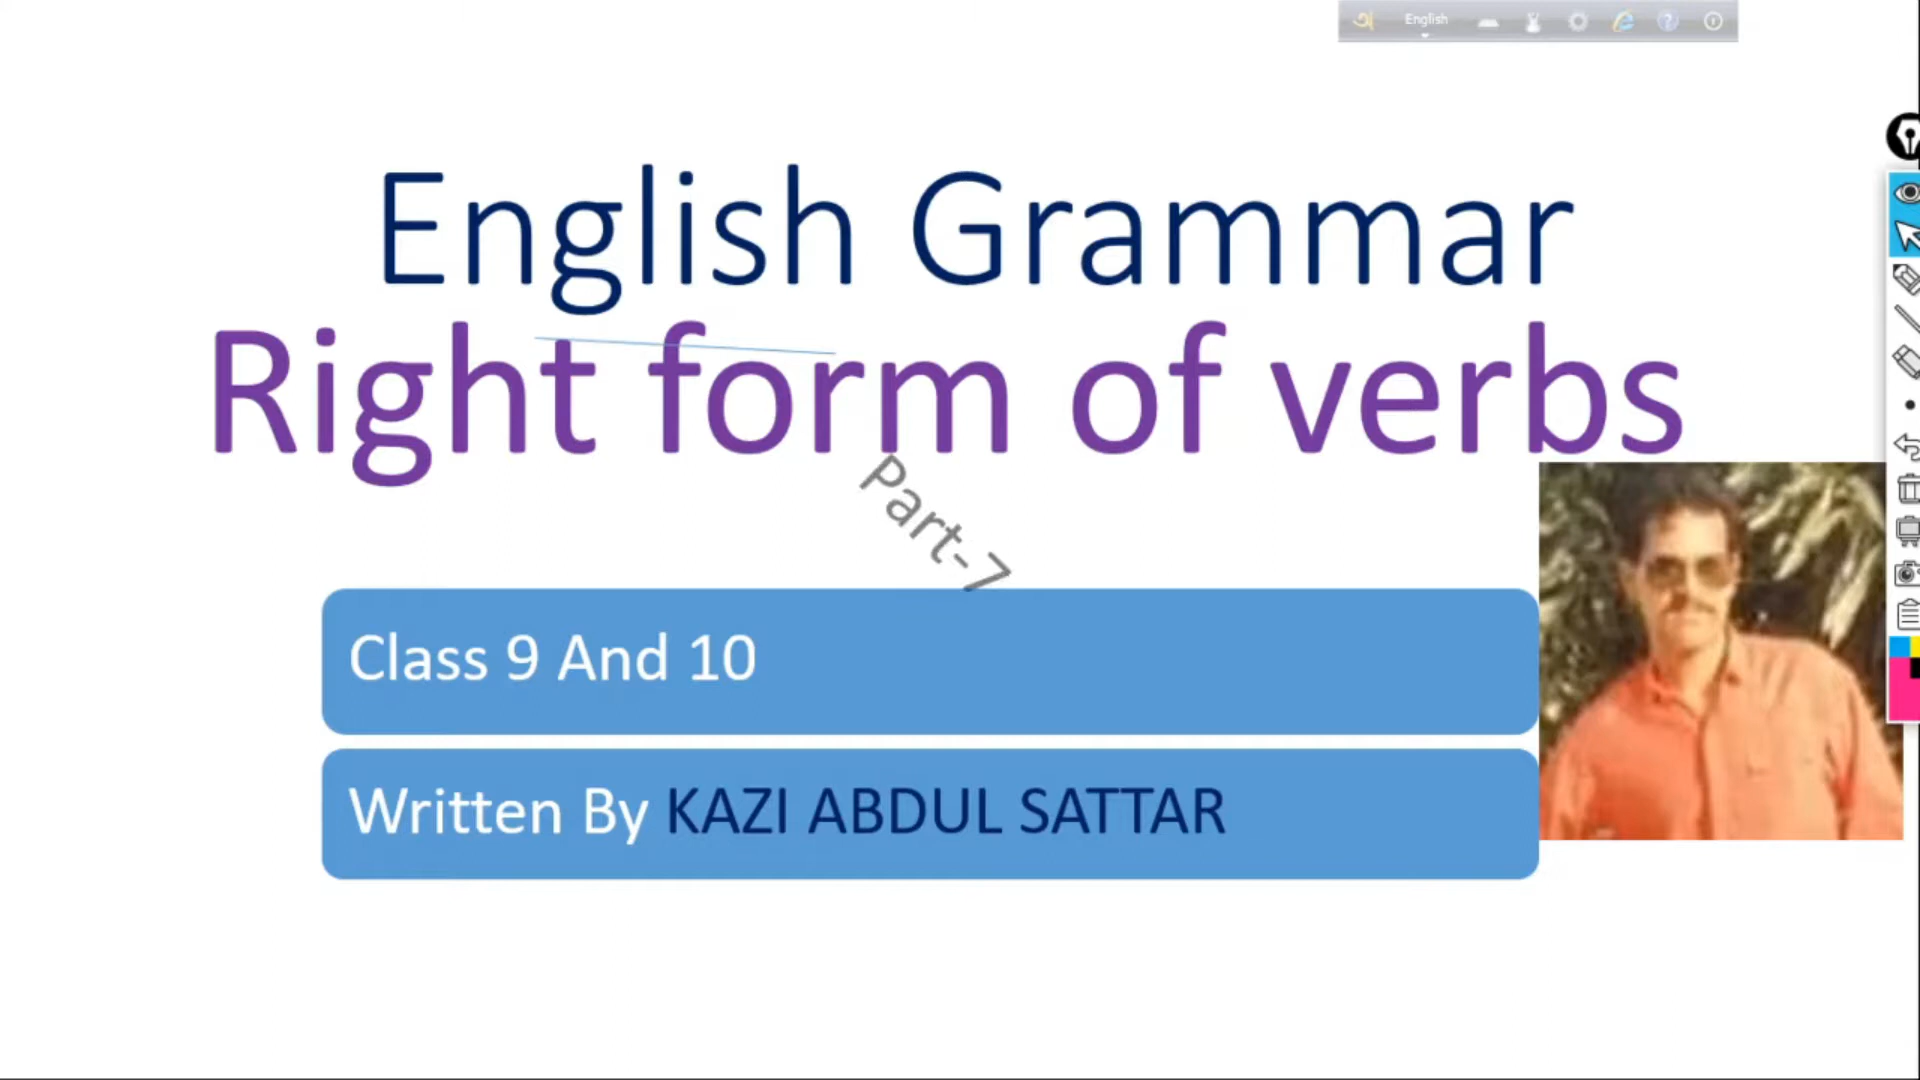 অ English
English Grammar
Right form of verbs
Part-7
Class 9 And 10
Written By KAZI ABDUL SATTAR